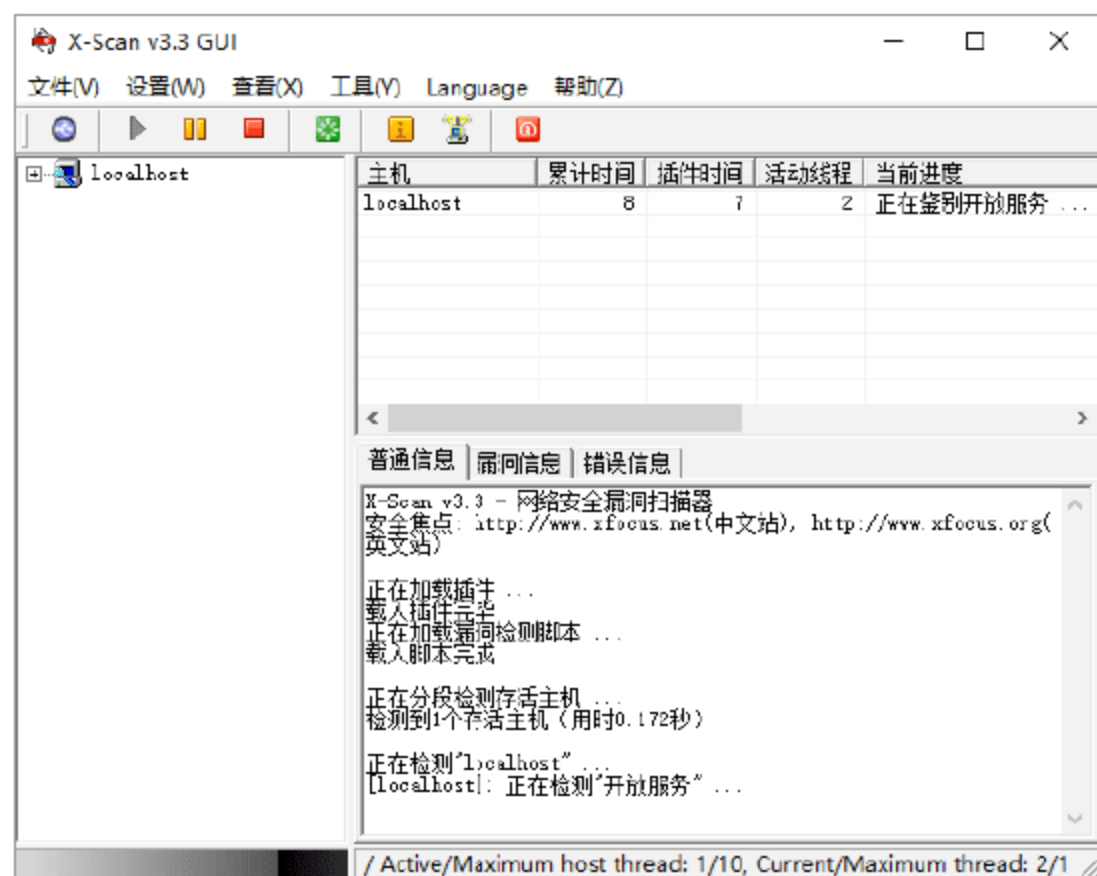 X-Scan v3.3 GUI
文件(V) 设置(W) 查看(X) 工具(Y) Language 帮助(Z)
localhost
主机 累计时间 插件时间 活动线程 当前进度
localhost 8 7 2 正在鉴别开放服务 ...
普通信息 漏洞信息 错误信息
X-Scan v3.3 - 网络安全漏洞扫描器
安全焦点: http://www.xfocus.net(中文站), http://www.xfocus.org(
英文站)
正在加载插件 ...
载入插件完毕
正在加载漏洞检测脚本 ...
载入脚本完成
正在分段检测存活主机 ...
检测到1个存活主机（用时0.172秒）
正在检测"localhost" ...
[localhost]: 正在检测"开放服务" ...
/ Active/Maximum host thread: 1/10, Current/Maximum thread: 2/1